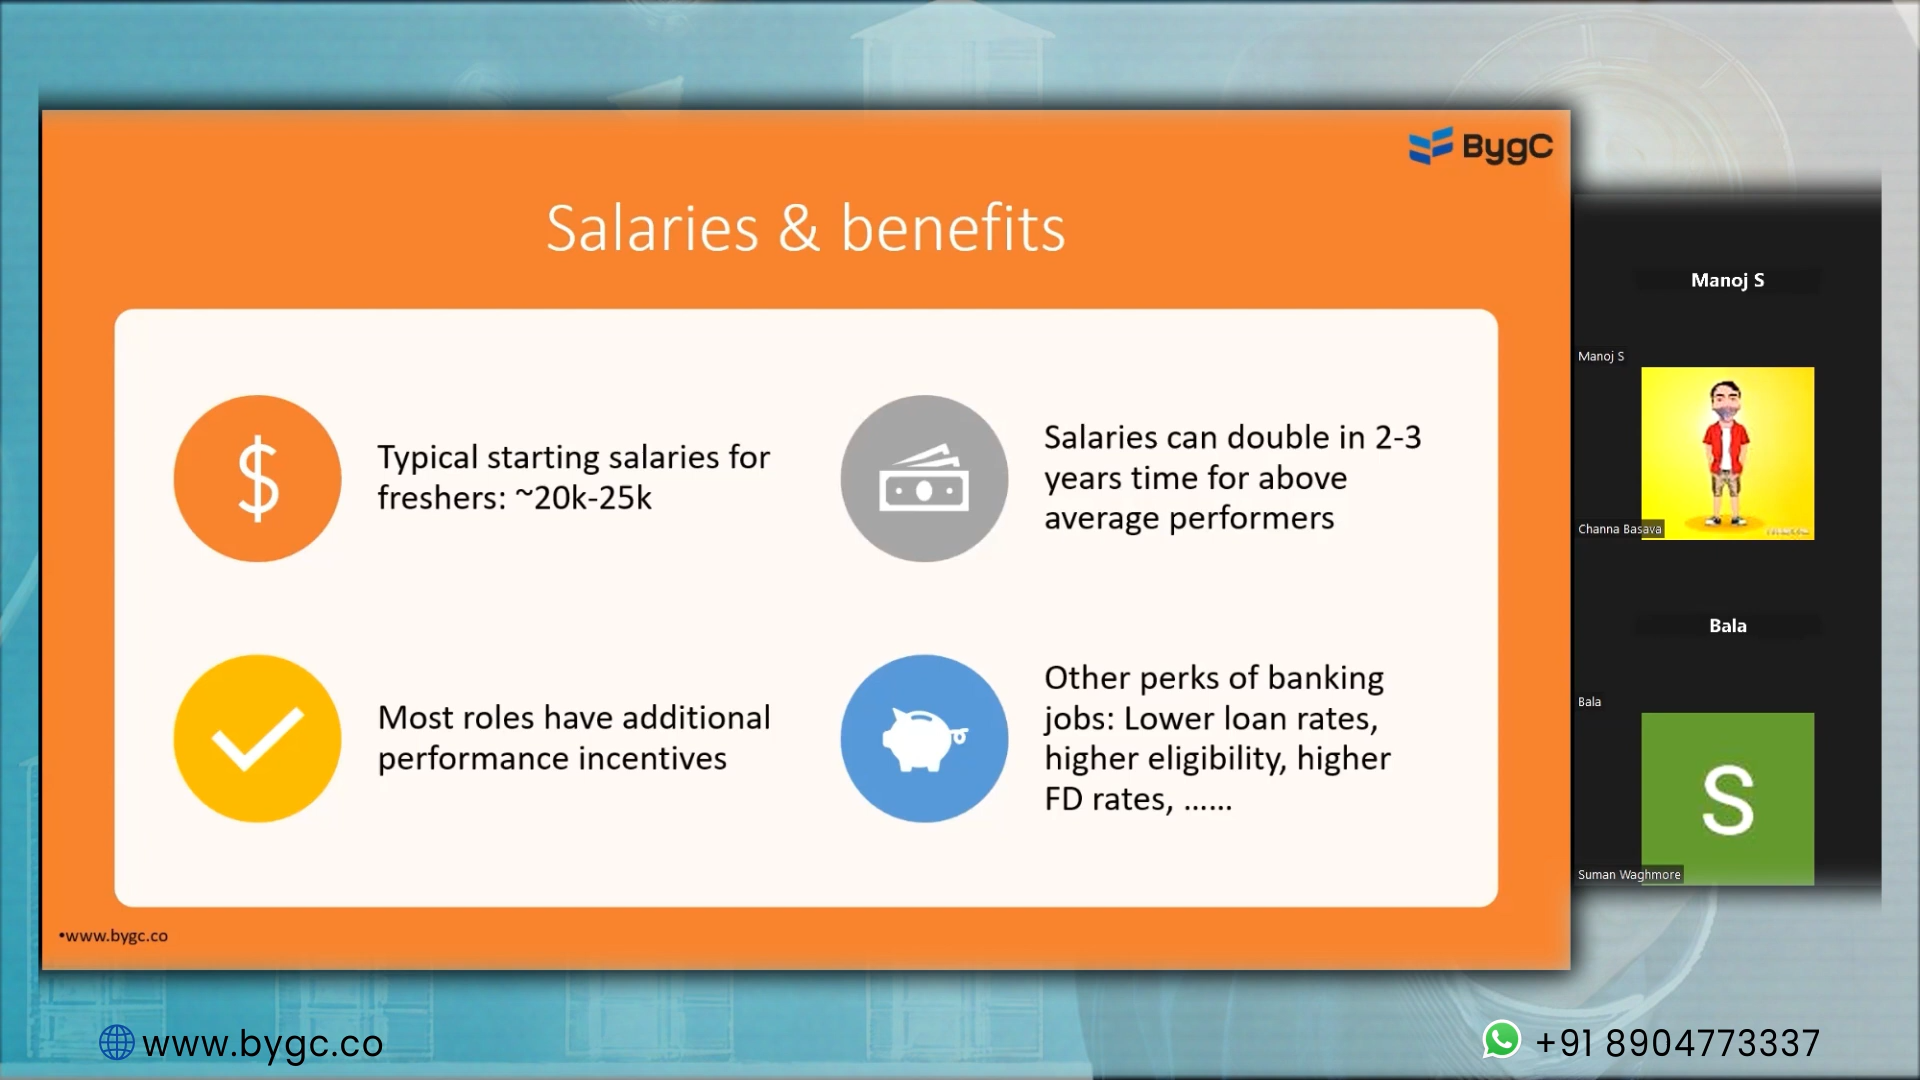 BygC
Salaries & benefits
Typical starting salaries for
freshers: ~20k-25k
Salaries can double in 2-3
years time for above
average performers
Most roles have additional
performance incentives
Other perks of banking
jobs: Lower loan rates,
higher eligibility, higher
FD rates, ......
•www.bygc.co
Manoj S
Manoj S
Channa Basava
Bala
Bala
S
Suman Waghmore
www.bygc.co
+91 8904773337